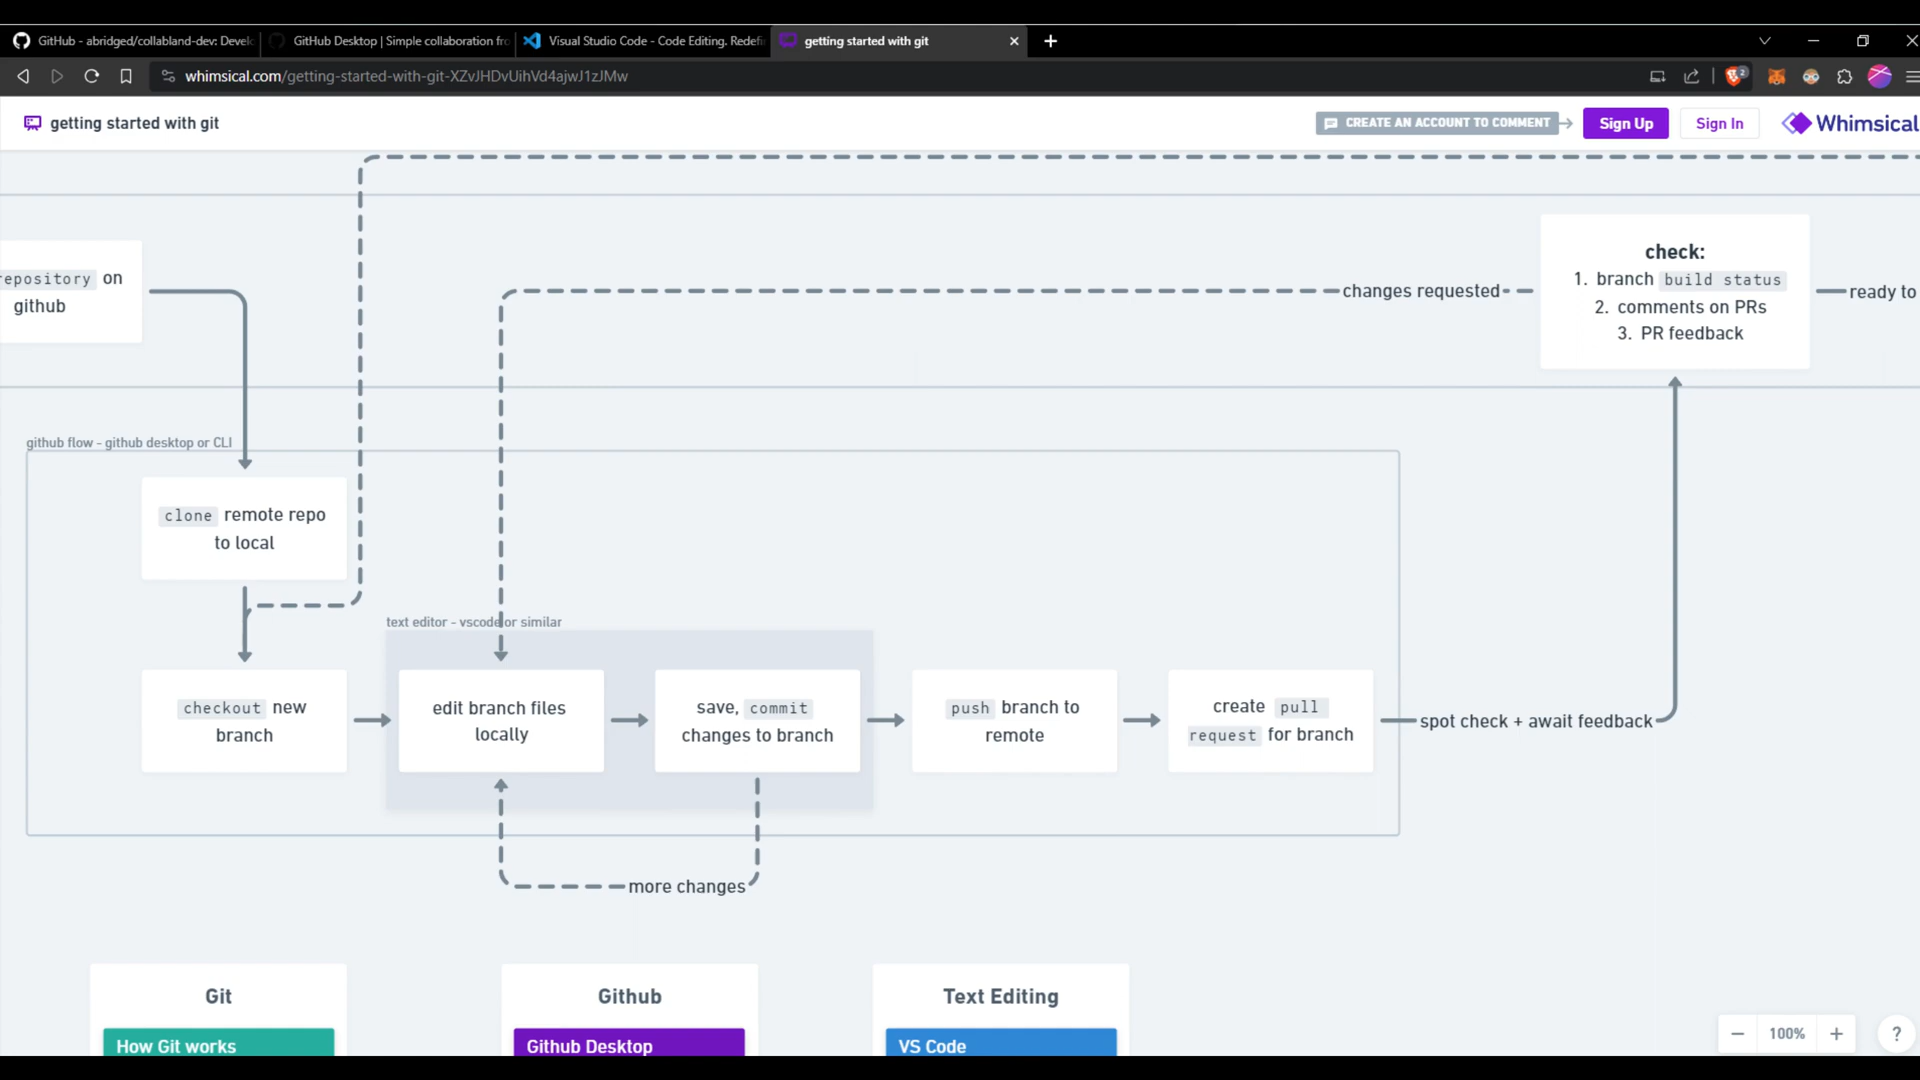 GitHub - abridged/collabland-dev: Devel
GitHub Desktop | Simple collaboration fro
Visual Studio Code - Code Editing. Redefi
getting started with git
whimsical.com/getting-started-with-git-XZvJHDvUihVd4ajwJ1zJMw
2
getting started with git
CREATE AN ACCOUNT TO COMMENT
Sign Up
Sign In
Whimsical
repository on
github
changes requested
check:
1. branch build status
2. comments on PRs
3. PR feedback
ready to
github flow - github desktop or CLI
clone remote repo
to local
text editor - vscode or similar
checkout new
branch
edit branch files
locally
save, commit
changes to branch
push branch to
remote
create pull
request for branch
spot check + await feedback
more changes
Git
How Git works
Github
Github Desktop
Text Editing
VS Code
100%
?